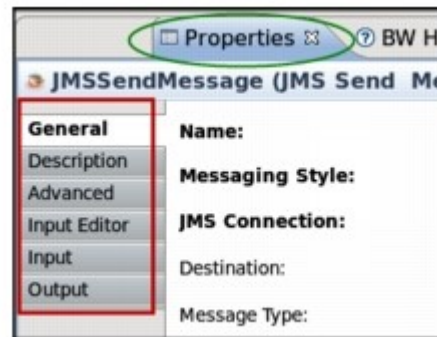 Properties BW H
JMSSendMessage (JMS Send Me
General
Description
Advanced
Input Editor
Input
Output
Name:
Messaging Style:
JMS Connection:
Destination:
Message Type: